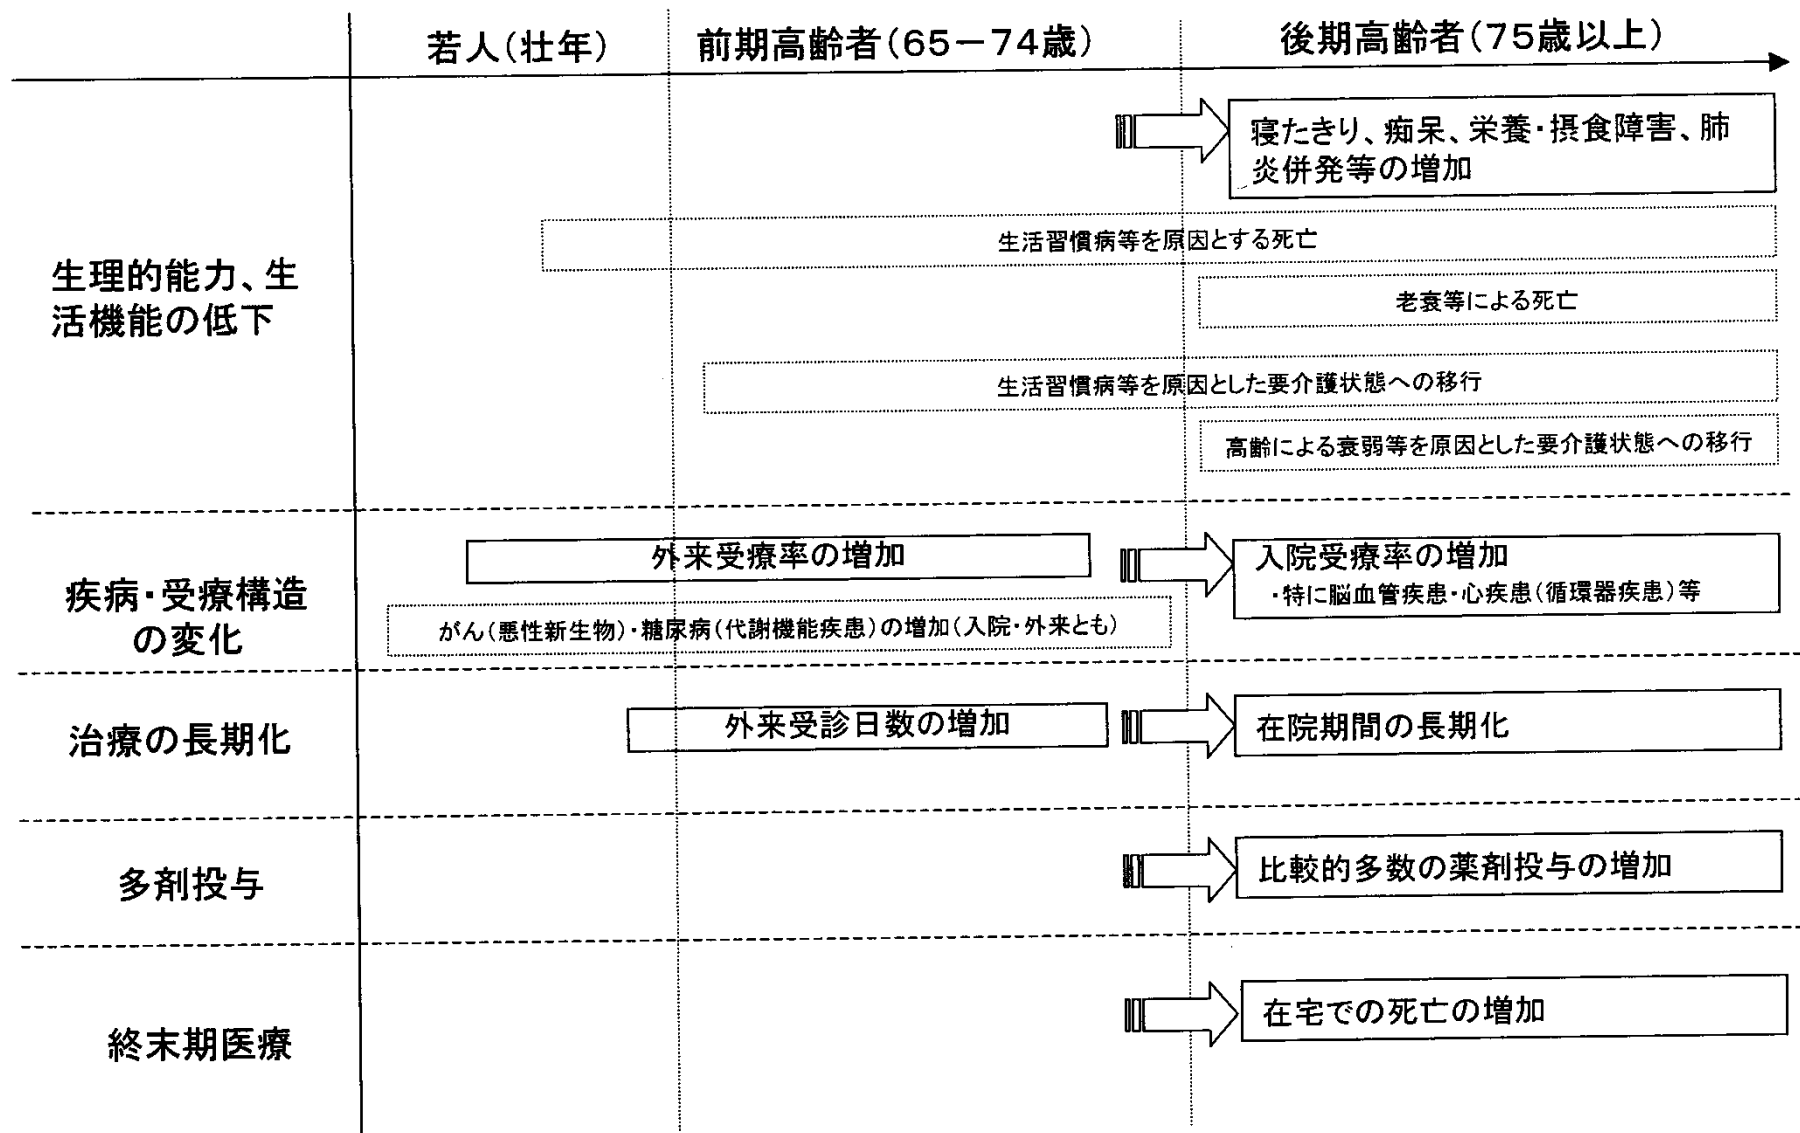 若人(壮年)
前期高齢者(65－74歳)
後期高齢者(75歳以上)
生理的能力、生
活機能の低下
寝たきり、痴呆、栄養・摂食障害、肺
炎併発等の増加
生活習慣病等を原因とする死亡
老衰等による死亡
生活習慣病等を原因とした要介護状態への移行
高齢による衰弱等を原因とした要介護状態への移行
疾病・受療構造
の変化
外来受療率の増加
入院受療率の増加
・特に脳血管疾患・心疾患(循環器疾患)等
がん(悪性新生物)・糖尿病(代謝機能疾患)の増加(入院・外来とも)
治療の長期化
外来受診日数の増加
在院期間の長期化
多剤投与
比較的多数の薬剤投与の増加
終末期医療
在宅での死亡の増加